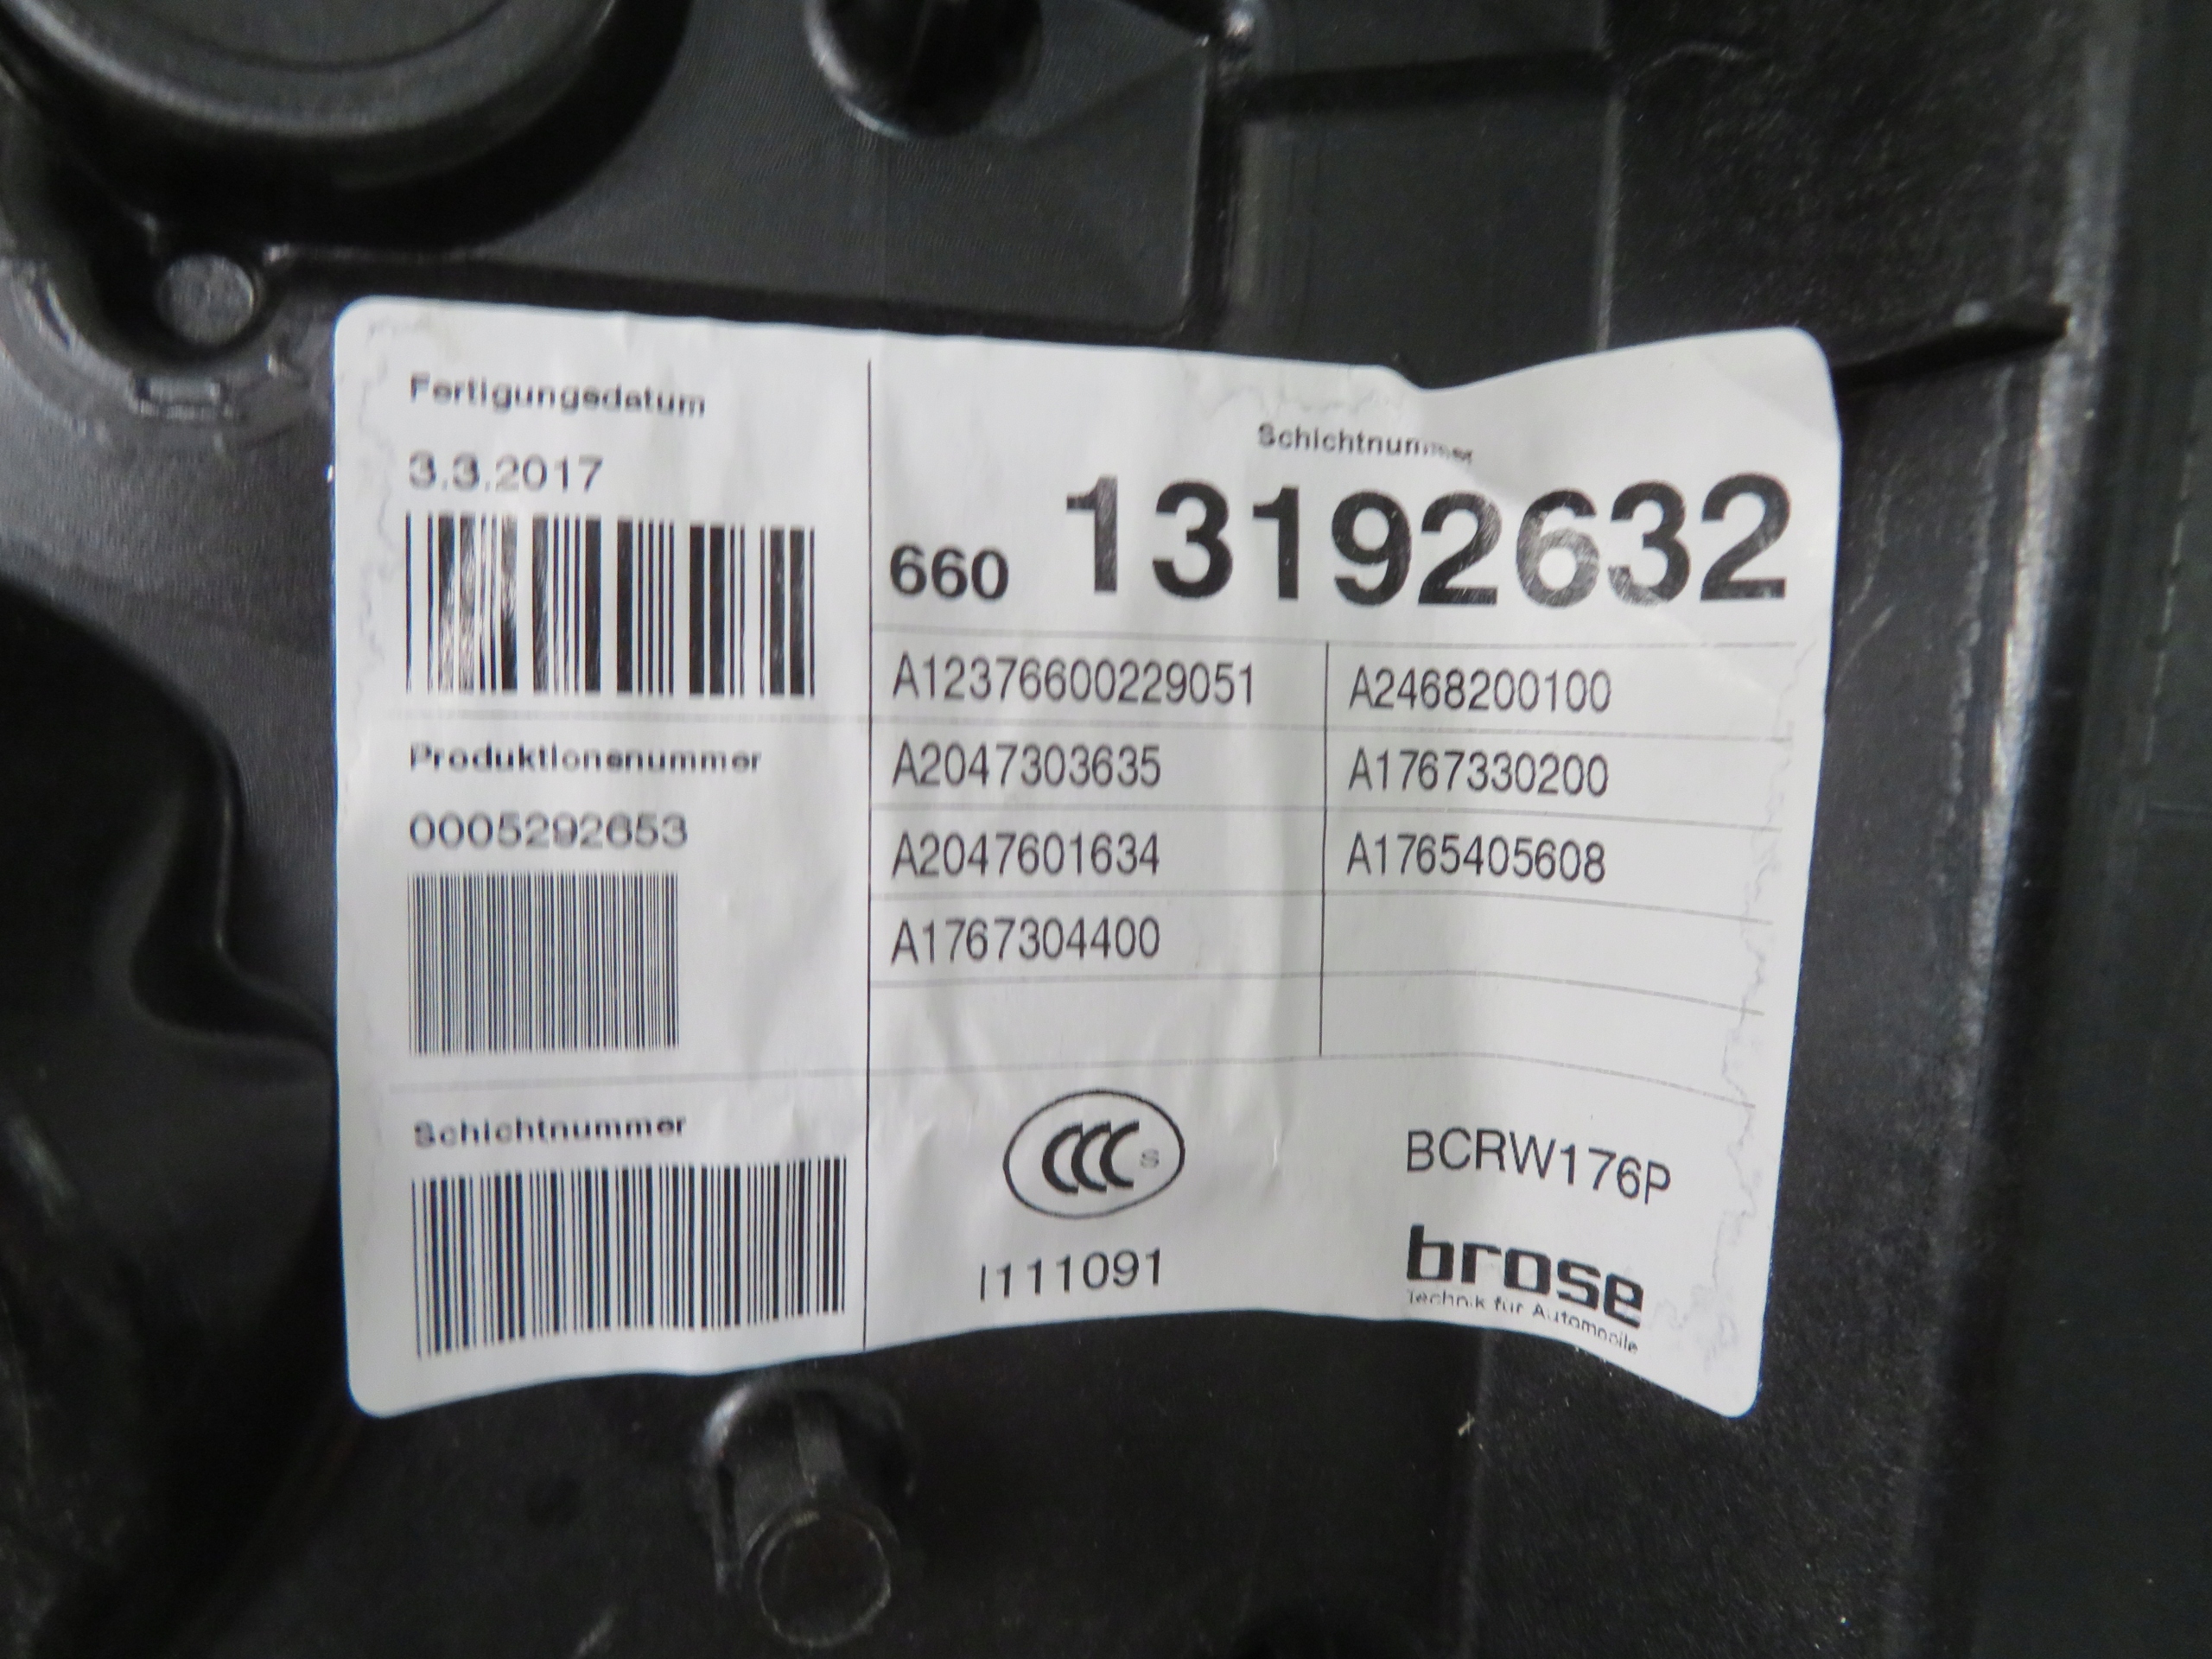 Fertigungsdatum
3.3.2017
Produktionsnummer
0005292653
Schichtnummer
Schichtnummer
660 13192632
A12376600229051 A2468200100
A2047303635 A1767330200
A2047601634 A1765405608
A1767304400
CCC S
I111091
BCRW176P
brose
Technik für Automobile